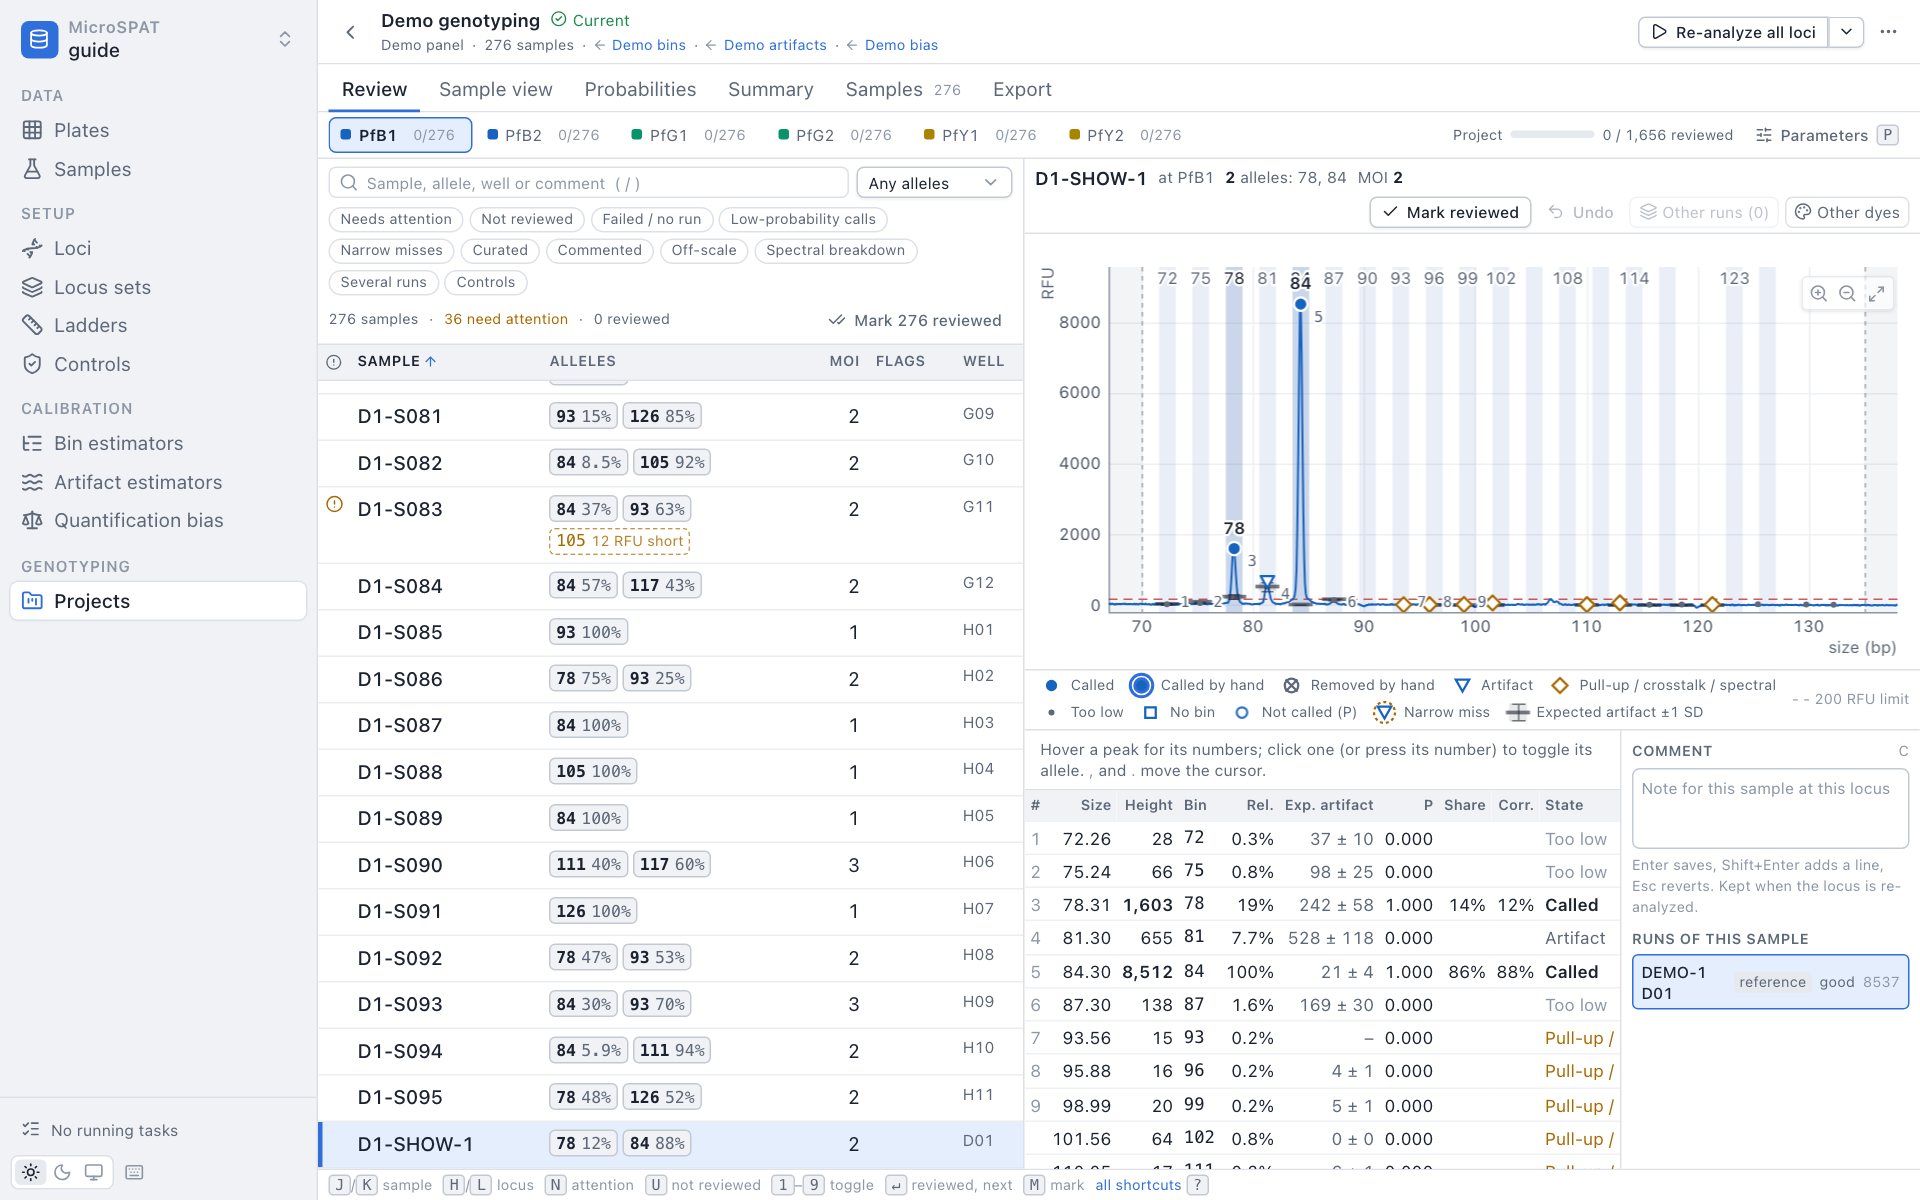 MicroSPAT
guide
DATA
Plates
Samples
SETUP
Loci
Locus sets
Ladders
Controls
CALIBRATION
Bin estimators
Artifact estimators
Quantification bias
GENOTYPING
Projects
No running tasks
Demo genotyping Current
Demo panel · 276 samples · ← Demo bins · ← Demo artifacts · ← Demo bias
Re-analyze all loci
Review Sample view Probabilities Summary Samples 276 Export
PfB1 0/276 PfB2 0/276 PfG1 0/276 PfG2 0/276 PfY1 0/276 PfY2 0/276
Project 0 / 1,656 reviewed Parameters P
Sample, allele, well or comment ( / ) Any alleles
Needs attention Not reviewed Failed / no run Low-probability calls
Narrow misses Curated Commented Off-scale Spectral breakdown
Several runs Controls
276 samples · 36 need attention · 0 reviewed Mark 276 reviewed
SAMPLE ↑ ALLELES MOI FLAGS WELL
D1-S081 93 15% 126 85% 2 G09
D1-S082 84 8.5% 105 92% 2 G10
D1-S083 84 37% 93 63% 2 G11
105 12 RFU short
D1-S084 84 57% 117 43% 2 G12
D1-S085 93 100% 1 H01
D1-S086 78 75% 93 25% 2 H02
D1-S087 84 100% 1 H03
D1-S088 105 100% 1 H04
D1-S089 84 100% 1 H05
D1-S090 111 40% 117 60% 3 H06
D1-S091 126 100% 1 H07
D1-S092 78 47% 93 53% 2 H08
D1-S093 84 30% 93 70% 3 H09
D1-S094 84 5.9% 111 94% 2 H10
D1-S095 78 48% 126 52% 2 H11
D1-SHOW-1 78 12% 84 88% 2 D01
J / K sample H / L locus N attention U not reviewed 1 – 9 toggle ↵ reviewed, next M mark all shortcuts ?
D1-SHOW-1 at PfB1 2 alleles: 78, 84 MOI 2
Mark reviewed Undo Other runs (0) Other dyes
RFU
72 75 78 81 84 87 90 93 96 99 102 108 114 123
84
5
8000
6000
4000
2000
0
78
3
1 2 4 6 7 8 9
70 80 90 100 110 120 130
size (bp)
Called Called by hand Removed by hand Artifact Pull-up / crosstalk / spectral
Too low No bin Not called (P) Narrow miss Expected artifact ±1 SD
- - 200 RFU limit
Hover a peak for its numbers; click one (or press its number) to toggle its
allele. , and . move the cursor.
# Size Height Bin Rel. Exp. artifact P Share Corr. State
1 72.26 28 72 0.3% 37 ± 10 0.000 Too low
2 75.24 66 75 0.8% 98 ± 25 0.000 Too low
3 78.31 1,603 78 19% 242 ± 58 1.000 14% 12% Called
4 81.30 655 81 7.7% 528 ± 118 0.000 Artifact
5 84.30 8,512 84 100% 21 ± 4 1.000 86% 88% Called
6 87.30 138 87 1.6% 169 ± 30 0.000 Too low
7 93.56 15 93 0.2% – 0.000 Pull-up /
8 95.88 16 96 0.2% 4 ± 1 0.000 Pull-up /
9 98.99 20 99 0.2% 5 ± 1 0.000 Pull-up /
101.56 64 102 0.8% 0 ± 0 0.000 Pull-up /
COMMENT C
Note for this sample at this locus
Enter saves, Shift+Enter adds a line,
Esc reverts. Kept when the locus is re-
analyzed.
RUNS OF THIS SAMPLE
DEMO-1
D01
reference good 8537